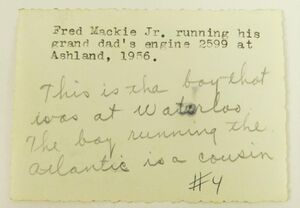 Fred Mackie Jr. running his
grand dad's engine 2599 at
Ashland, 1956.
This is tha boy that
was at Waterloo
The boy running the
Atlantic is a cousin
#4